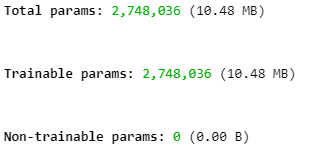 Total params: 2,748,036 (10.48 MB)
Trainable params: 2,748,036 (10.48 MB)
Non-trainable params: 0 (0.00 B)